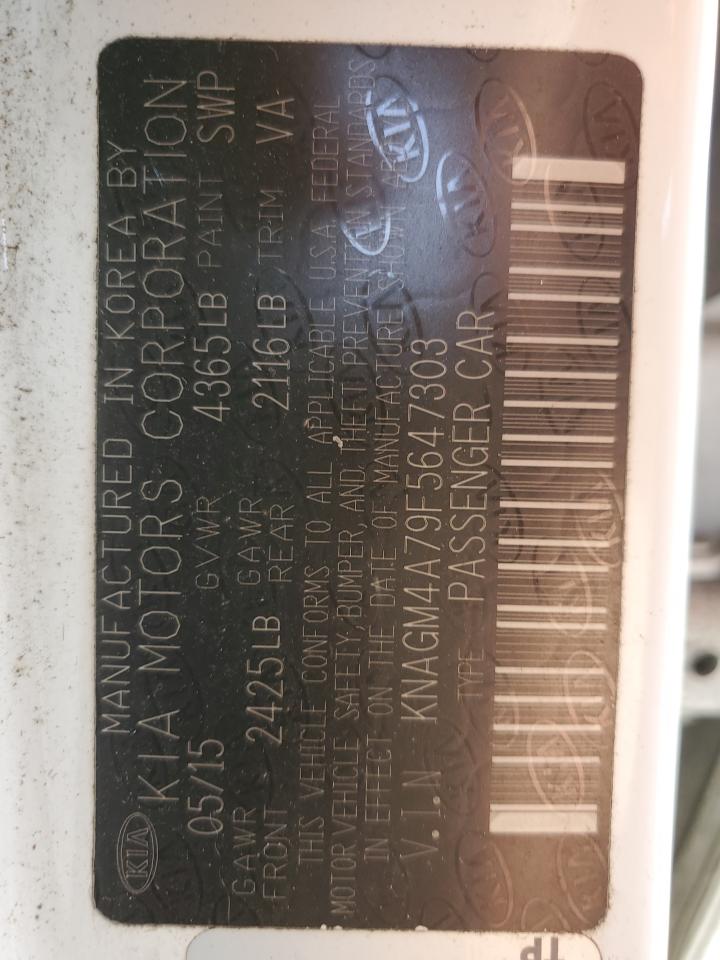 KIA
MANUFACTURED IN KOREA BY
KIA MOTORS CORPORATION
05/15 GVWR 4365LB PAINT SWP
GAWR FRONT 2425LB GAWR REAR 2116LB TRIM VA
THIS VEHICLE CONFORMS TO ALL APPLICABLE U.S.A FEDERAL
MOTOR VEHICLE SAFETY, BUMPER, AND THEFT PREVENTION STANDARDS
IN EFFECT ON THE DATE OF MANUFACTURE SHOWN
V.I.N KNAGM4A79F5647303
TYPE PASSENGER CAR